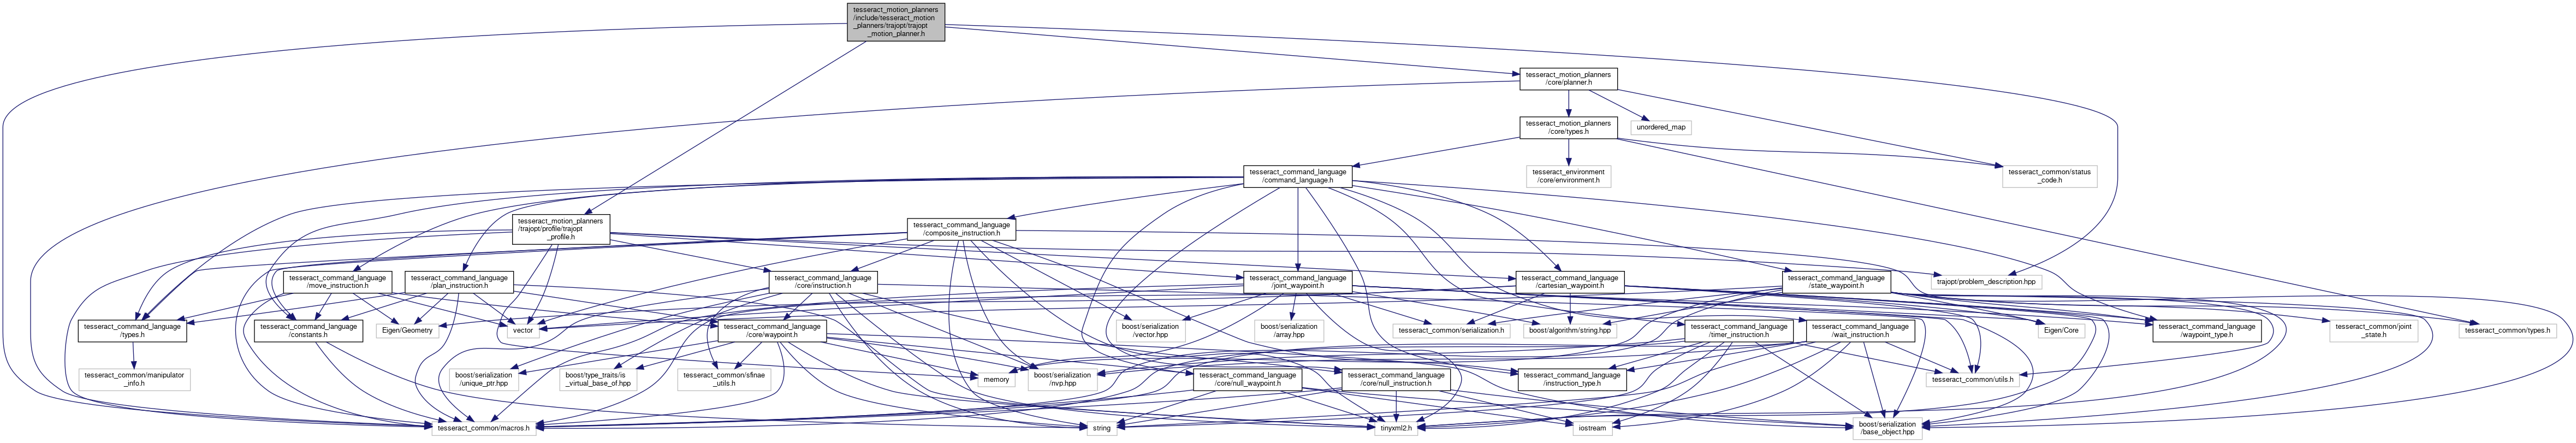 tesseract_motion_planners
/include/tesseract_motion
_planners/trajopt/trajopt
_motion_planner.h
tesseract_motion_planners
/core/planner.h
tesseract_motion_planners
/core/types.h
unordered_map
tesseract_command_language
/command_language.h
tesseract_environment
/core/environment.h
tesseract_common/status
_code.h
tesseract_motion_planners
/trajopt/profile/trajopt
_profile.h
tesseract_command_language
/composite_instruction.h
tesseract_command_language
/move_instruction.h
tesseract_command_language
/plan_instruction.h
tesseract_command_language
/core/instruction.h
tesseract_command_language
/joint_waypoint.h
tesseract_command_language
/cartesian_waypoint.h
tesseract_command_language
/state_waypoint.h
trajopt/problem_description.hpp
tesseract_command_language
/types.h
tesseract_command_language
/constants.h
Eigen/Geometry
vector
tesseract_command_language
/core/waypoint.h
boost/serialization
/vector.hpp
boost/serialization
/array.hpp
tesseract_common/serialization.h
boost/algorithm/string.hpp
tesseract_command_language
/timer_instruction.h
tesseract_command_language
/wait_instruction.h
Eigen/Core
tesseract_command_language
/waypoint_type.h
tesseract_common/joint
_state.h
tesseract_common/types.h
tesseract_common/manipulator
_info.h
boost/serialization
/unique_ptr.hpp
boost/type_traits/is
_virtual_base_of.hpp
tesseract_common/sfinae
_utils.h
memory
boost/serialization
/nvp.hpp
tesseract_command_language
/core/null_waypoint.h
tesseract_command_language
/core/null_instruction.h
tesseract_command_language
/instruction_type.h
tesseract_common/utils.h
tesseract_common/macros.h
string
tinyxml2.h
iostream
boost/serialization
/base_object.hpp